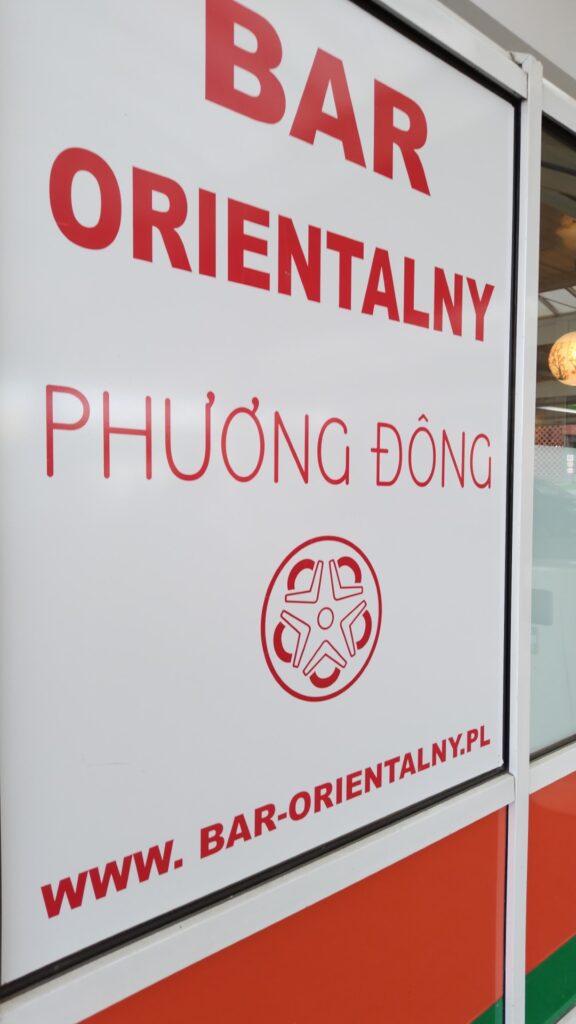 BAR
ORIENTALNY
PHƯƠNG ĐÔNG
WWW. BAR-ORIENTALNY.PL